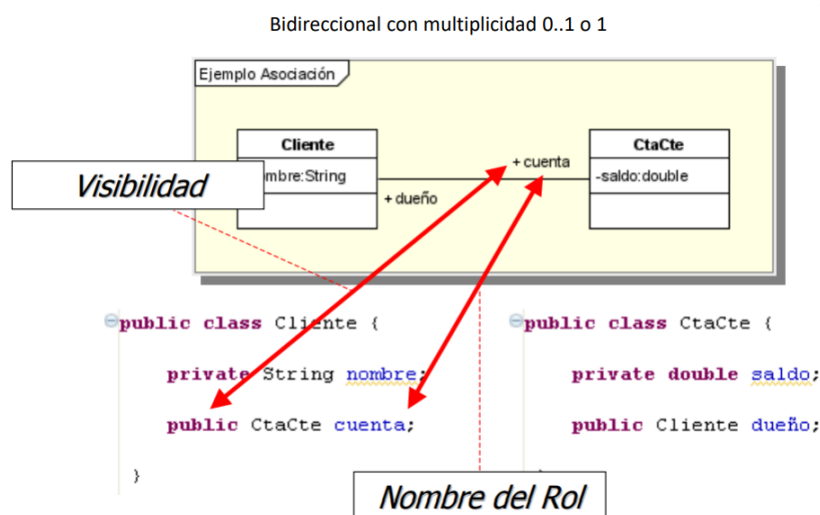 Bidireccional con multiplicidad 0..1 o 1
Ejemplo Asociación
Cliente
ombre:String
+ cuenta
+ dueño
CtaCte
-saldo:double
Visibilidad
public class Cliente {
private String nombre;
public CtaCte cuenta;
}
public class CtaCte {
private double saldo;
public Cliente dueño;
Nombre del Rol